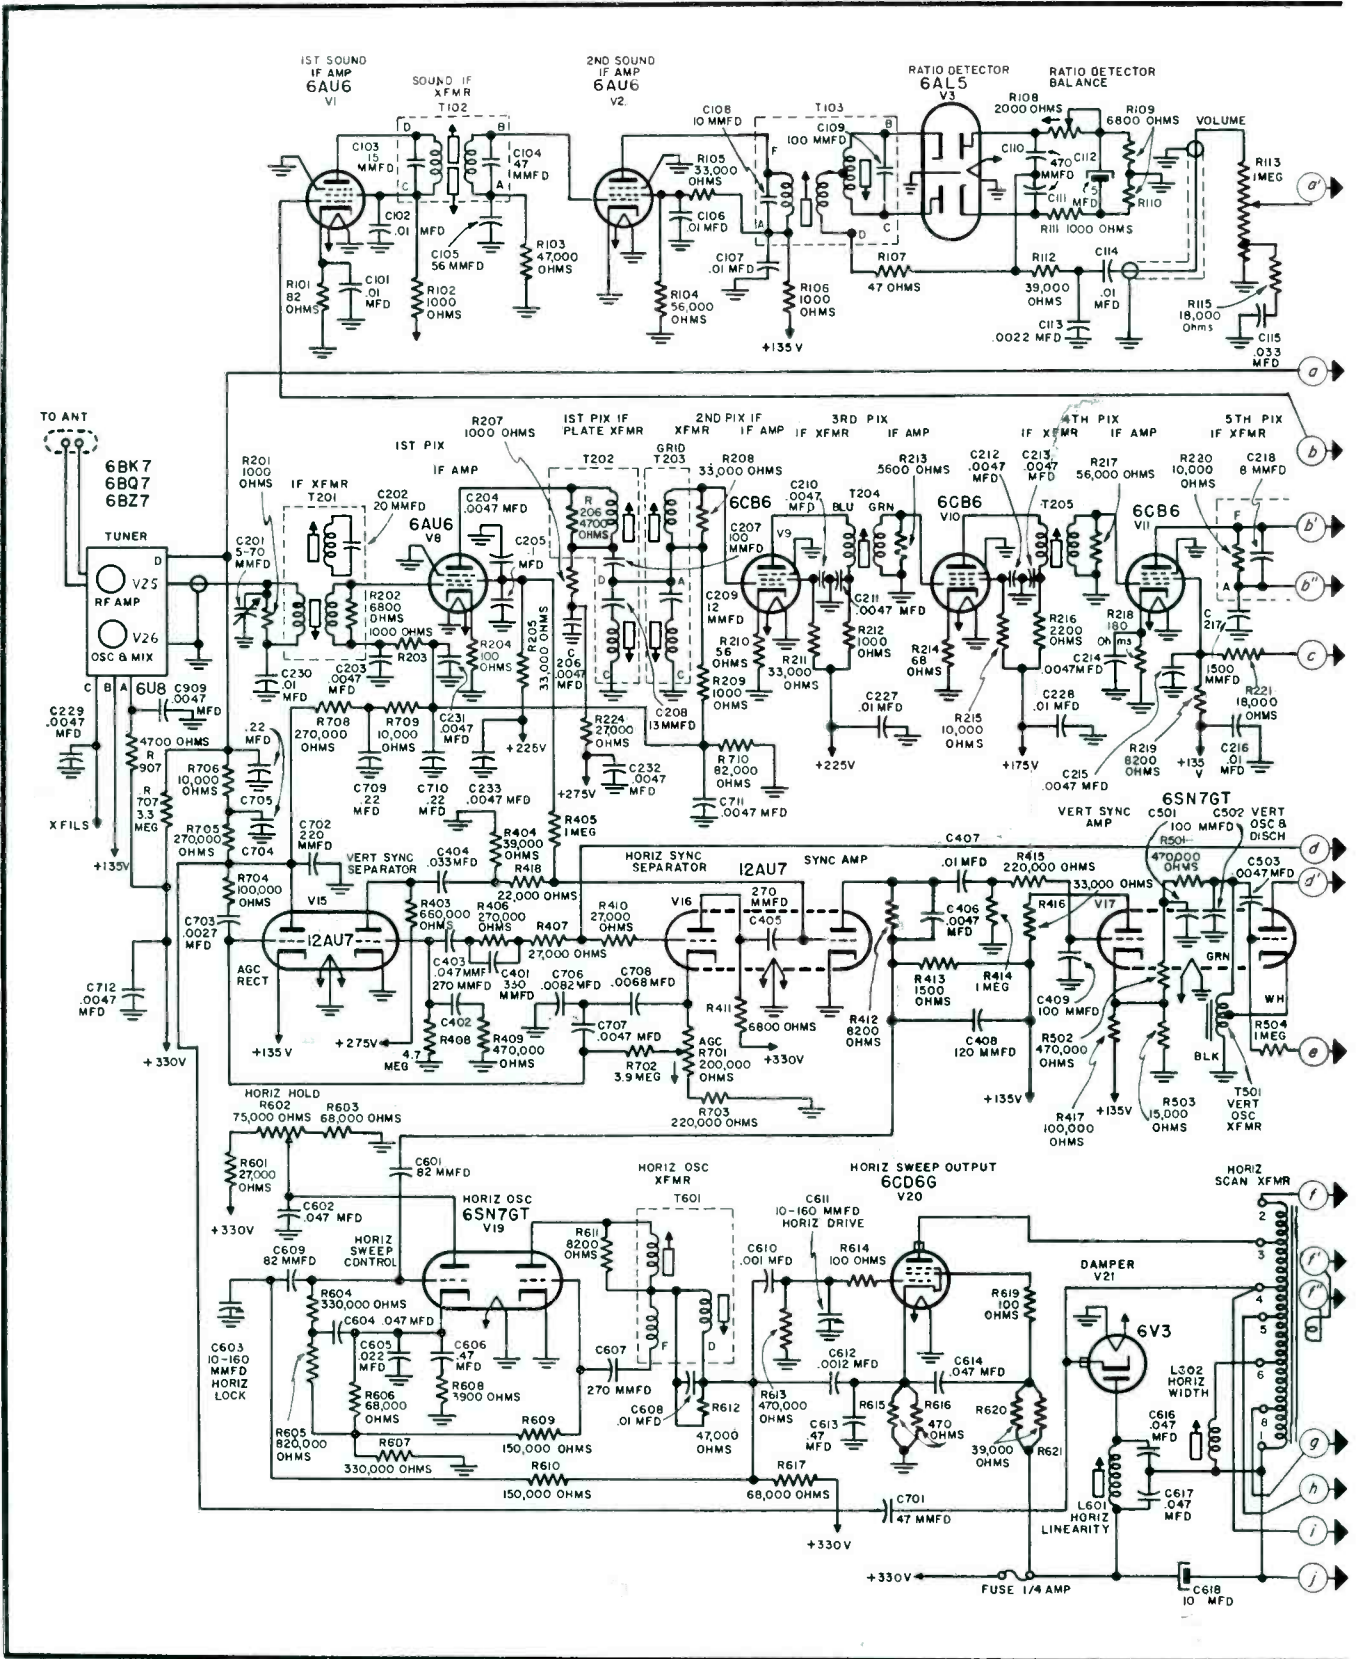 1ST SOUND
IF AMP
6AU6
V1
SOUND IF
XFMR
T102
2ND SOUND
IF AMP
6AU6
V2
C108
10 MMFD
T103
C109
100 MMFD
RATIO DETECTOR
6AL5
V3
RATIO DETECTOR
BALANCE
R108
2000 OHMS
R109
6800 OHMS
VOLUME
R113
1MEG
D
B
C103
15
MMFD
C104
47
MMFD
C
A
R105
33,000
OHMS
F
B
A
D
C
C110
470
MMFD
C112
5
MFD
C111
R110
R111 1000 OHMS
a'
C102
.01 MFD
C105
56 MMFD
R103
47,000
OHMS
C106
.01 MFD
C107
.01 MFD
R107
47 OHMS
R112
39,000
OHMS
C114
.01
MFD
R101
82
OHMS
C101
.01
MFD
R102
1000
OHMS
R104
56,000
OHMS
R106
1000
OHMS
+135V
C113
.0022 MFD
R115
18,000
Ohms
C115
.033
MFD
a
b
TO ANT
6BK7
6BQ7
6BZ7
R201
1000
OHMS
IF XFMR
T201
C202
20 MMFD
1ST PIX
IF AMP
R207
1000 OHMS
1ST PIX IF
PLATE XFMR
T202
2ND PIX IF
XFMR
IF AMP
GRID
T203
R208
33,000 OHMS
3RD PIX
IF XFMR
IF AMP
R213
5600 OHMS
C212
.0047
MFD
C213
.0047
MFD
4TH PIX
IF XFMR
IF AMP
R217
56,000 OHMS
R220
10,000
OHMS
5TH PIX
IF XFMR
C218
8 MMFD
TUNER
D
V25
RF AMP
V26
OSC & MIX
C B A
6U8
C201
5-70
MMFD
6AU6
V8
C204
.0047 MFD
C205
.1
MFD
R
206
4700
OHMS
C207
100
MMFD
6CB6
V9
C210
.0047
MFD
T204
BLU
GRN
6CB6
V10
T205
6CB6
V11
F
A
b'
b''
R202
6800
OHMS
1000 OHMS
R203
C203
.0047
MFD
C230
.01
MFD
R204
100
OHMS
R205
33,000 OHMS
D
A
C
C
C
206
.0047
MFD
C209
12
MMFD
R210
56
OHMS
R211
33,000
OHMS
C211
.0047 MFD
R212
1000
OHMS
R214
68
OHMS
R216
2200
OHMS
R218
180
Ohms
C214
.0047MFD
C
217
1500
MMFD
R221
18,000
OHMS
c
C229
.0047
MFD
C909
.0047
MFD
4700 OHMS
R
907
R708
270,000
OHMS
R709
10,000
OHMS
C231
.0047
MFD
+225V
R224
27,000
OHMS
C208
13MMFD
R209
1000
OHMS
C227
.01 MFD
+225V
R215
10,000
OHMS
C228
.01 MFD
+175V
R219
8200
OHMS
C215
.0047 MFD
+135
V
C216
.01
MFD
.22
MFD
R706
10,000
OHMS
C705
R
707
3.3
MEG
C709
.22
MFD
C710
.22
MFD
C233
.0047 MFD
+275V
C232
.0047
MFD
R710
82,000
OHMS
C711
.0047 MFD
X FILS
+135V
R705
270,000
OHMS
C704
C702
220
MMFD
VERT SYNC
SEPARATOR
C404
.033MFD
R404
39,000
OHMS
R418
22,000 OHMS
R405
1MEG
HORIZ SYNC
SEPARATOR
12AU7
SYNC AMP
C407
.01 MFD
R415
220,000
OHMS
33,000 OHMS
VERT SYNC
AMP
6SN7GT
C501
100 MMFD
C502
VERT
OSC &
DISCH
R501
470,000
OHMS
C503
.0047MFD
d
d'
R704
100,000
OHMS
V15
C703
.0027
MFD
12AU7
AGC
RECT
R403
660,000
OHMS
R406
270,000
OHMS
R407
27,000 OHMS
R410
27,000
OHMS
C403
.047MMF
C401
330
MMFD
V16
270
MMFD
C405
C406
.0047
MFD
R416
V17
GRN
R414
1 MEG
R413
1500
OHMS
C409
100 MMFD
C712
.0047
MFD
270 MMFD
C402
R408
4.7
MEG
R409
470,000
OHMS
C706
.0082MFD
C708
.0068MFD
C707
.0047 MFD
R411
6800 OHMS
+330V
R412
8200
OHMS
C408
120 MMFD
+135V
R502
470,000
OHMS
WH
BLK
R504
1MEG
e
T501
VERT
OSC
XFMR
+330V
+135V
+275V
R702
3.9 MEG
AGC
R701
200,000
OHMS
R703
220,000 OHMS
R417
100,000
OHMS
+135V
R503
15,000
OHMS
HORIZ HOLD
R602
75,000 OHMS
R603
68,000 OHMS
R601
27,000
OHMS
+330V
C602
.047 MFD
C601
82 MMFD
HORIZ OSC
6SN7GT
V19
HORIZ OSC
XFMR
T601
C611
10-160 MMFD
HORIZ DRIVE
HORIZ SWEEP OUTPUT
6CD6G
V20
HORIZ
SCAN XFMR
f
f'
f''
C609
82 MMFD
HORIZ
SWEEP
CONTROL
R604
330,000 OHMS
C604 .047 MFD
C603
10-160
MMFD
HORIZ
LOCK
C605
.022
MFD
C606
.47
MFD
R608
3900 OHMS
R606
68,000
OHMS
R605
820,000
OHMS
R607
330,000 OHMS
R609
150,000 OHMS
R610
150,000 OHMS
R611
8200
OHMS
C607
270 MMFD
F
D
C608
.01 MFD
R612
47,000
OHMS
C610
.001 MFD
R614
100 OHMS
R613
470,000
OHMS
C612
.0012 MFD
C613
.47
MFD
R615
R616
470
OHMS
C614
.047 MFD
R619
100
OHMS
R620
39,000
OHMS
R621
R617
68,000 OHMS
+330V
C701
47 MMFD
DAMPER
V21
6V3
L302
HORIZ
WIDTH
C616
.047
MFD
C617
.047
MFD
L601
HORIZ
LINEARITY
2
3
4
5
6
8
1
g
h
i
j
+330V
FUSE 1/4 AMP
C618
10 MFD